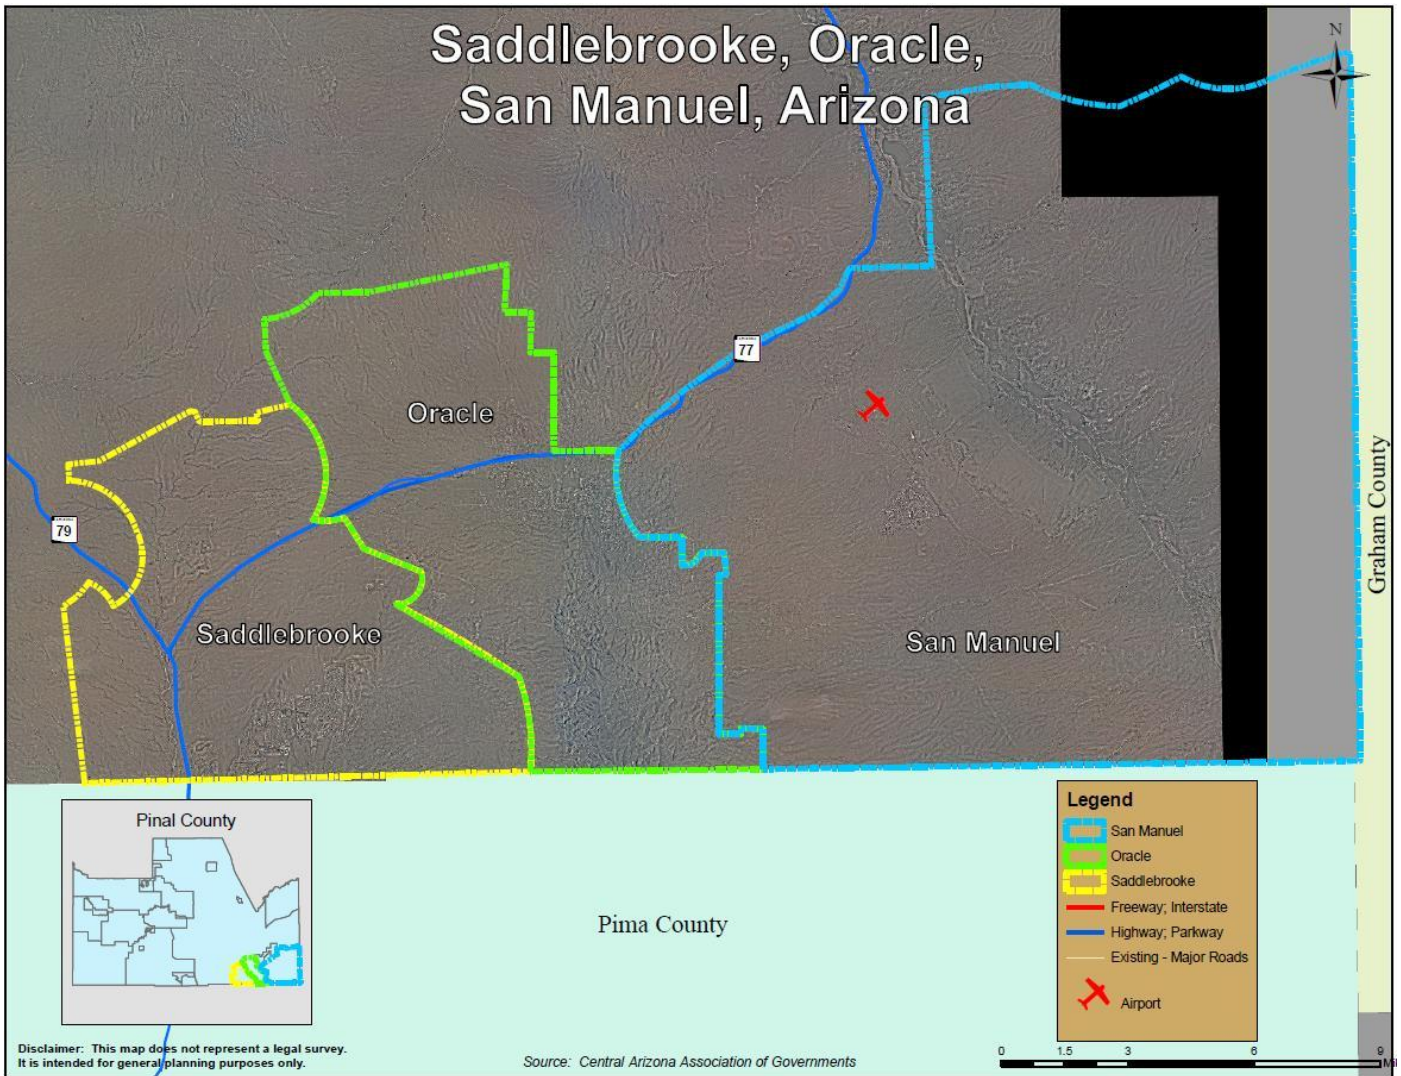 Saddlebrooke, Oracle,
San Manuel, Arizona
N
77
Oracle
79
Graham County
Saddlebrooke
San Manuel
Pinal County
Pima County
Legend
San Manuel
Oracle
Saddlebrooke
Freeway; Interstate
Highway; Parkway
Existing - Major Roads
Airport
Disclaimer: This map does not represent a legal survey.
It is intended for general planning purposes only.
Source: Central Arizona Association of Governments
0 1.5 3 6 9
Mi